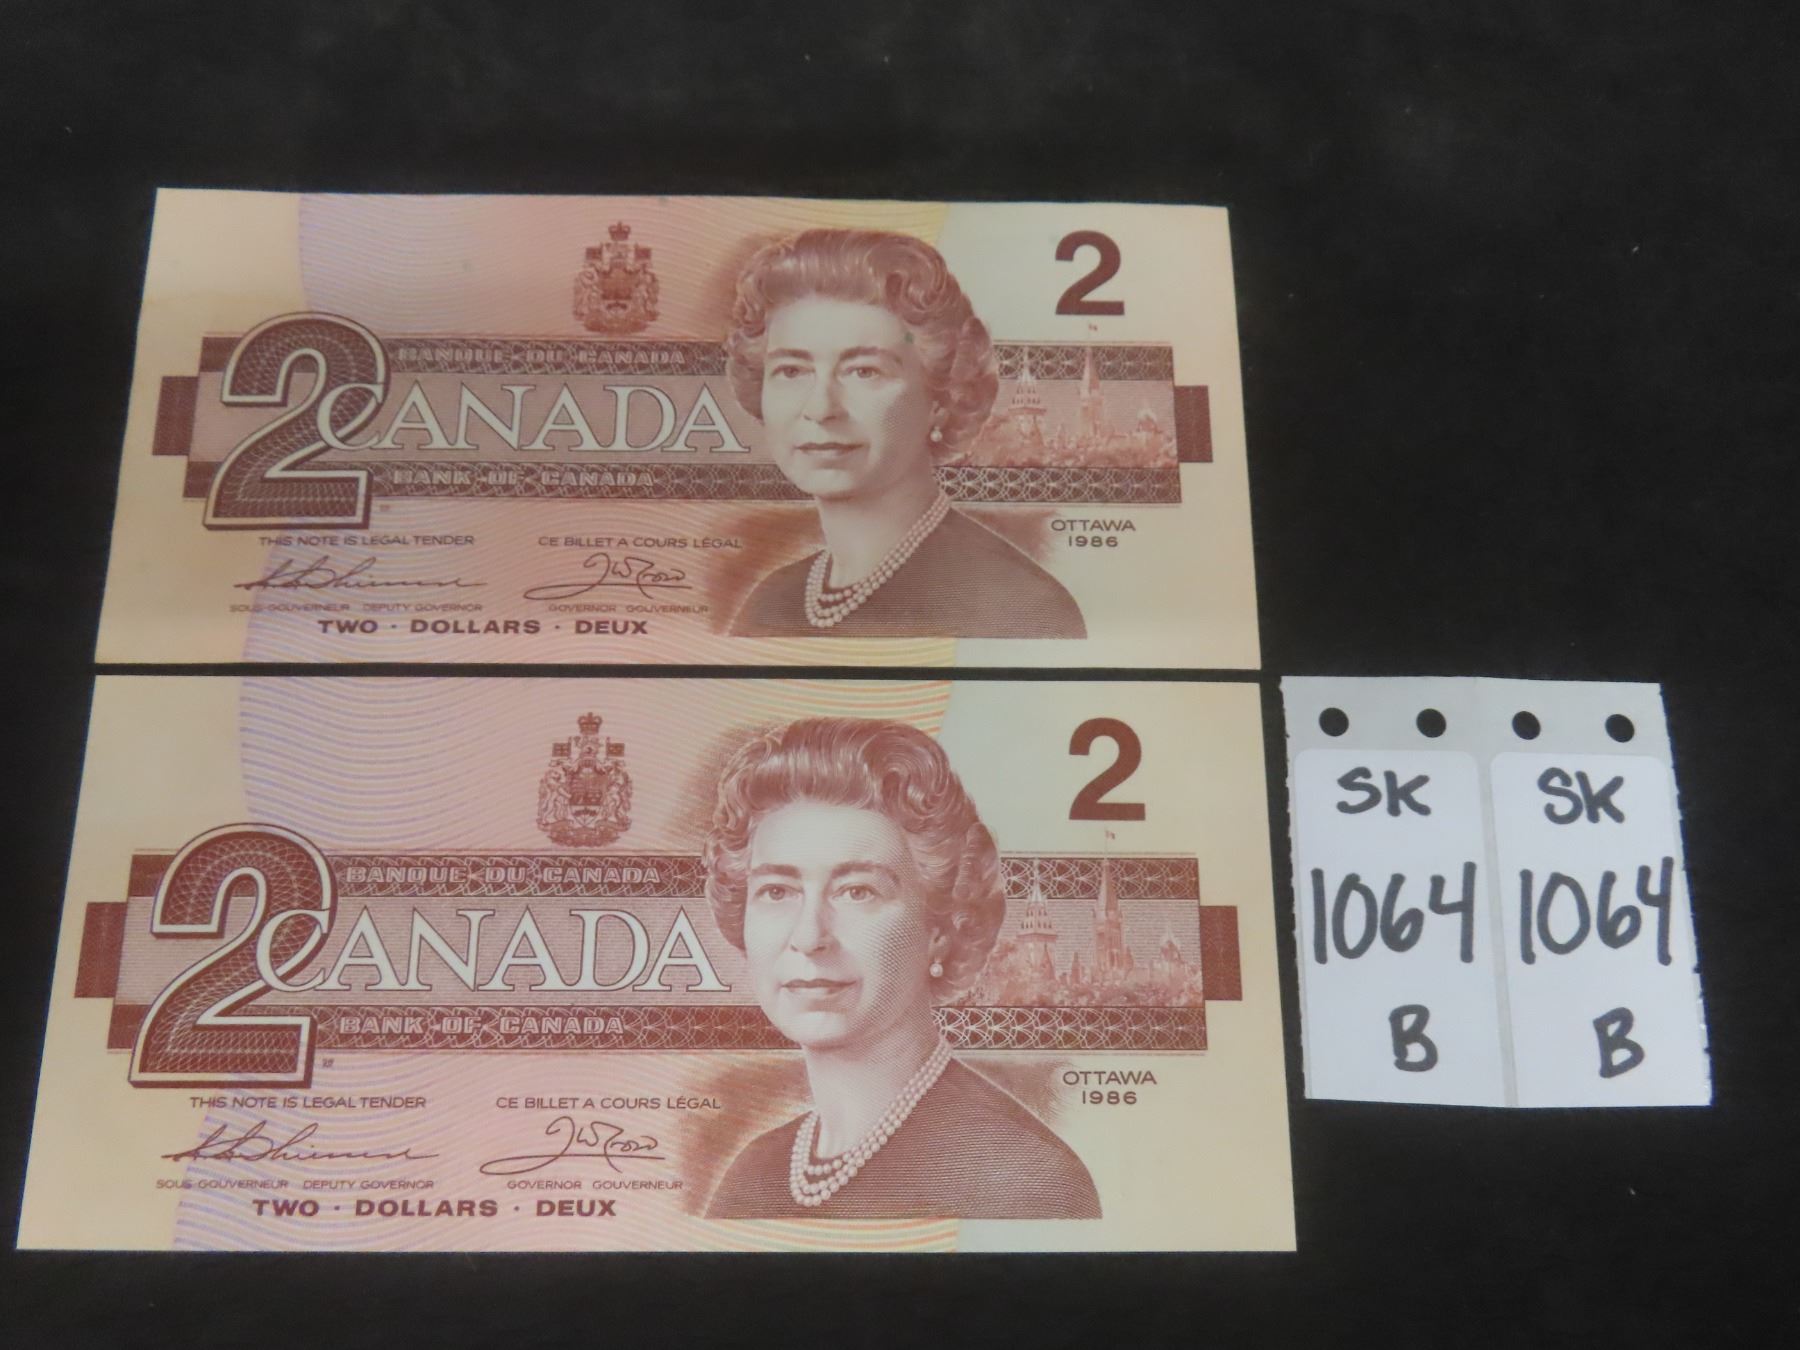 2
BANQUE DU CANADA
2 CANADA
BANK OF CANADA
OTTAWA
1986
THIS NOTE IS LEGAL TENDER CE BILLET A COURS LÉGAL
SOUS-GOUVERNEUR DEPUTY GOVERNOR GOVERNOR GOUVERNEUR
TWO · DOLLARS · DEUX
2
BANQUE DU CANADA
2 CANADA
BANK OF CANADA
OTTAWA
1986
THIS NOTE IS LEGAL TENDER CE BILLET A COURS LÉGAL
SOUS-GOUVERNEUR DEPUTY GOVERNOR GOVERNOR GOUVERNEUR
TWO · DOLLARS · DEUX
SK
1064
B
SK
1064
B